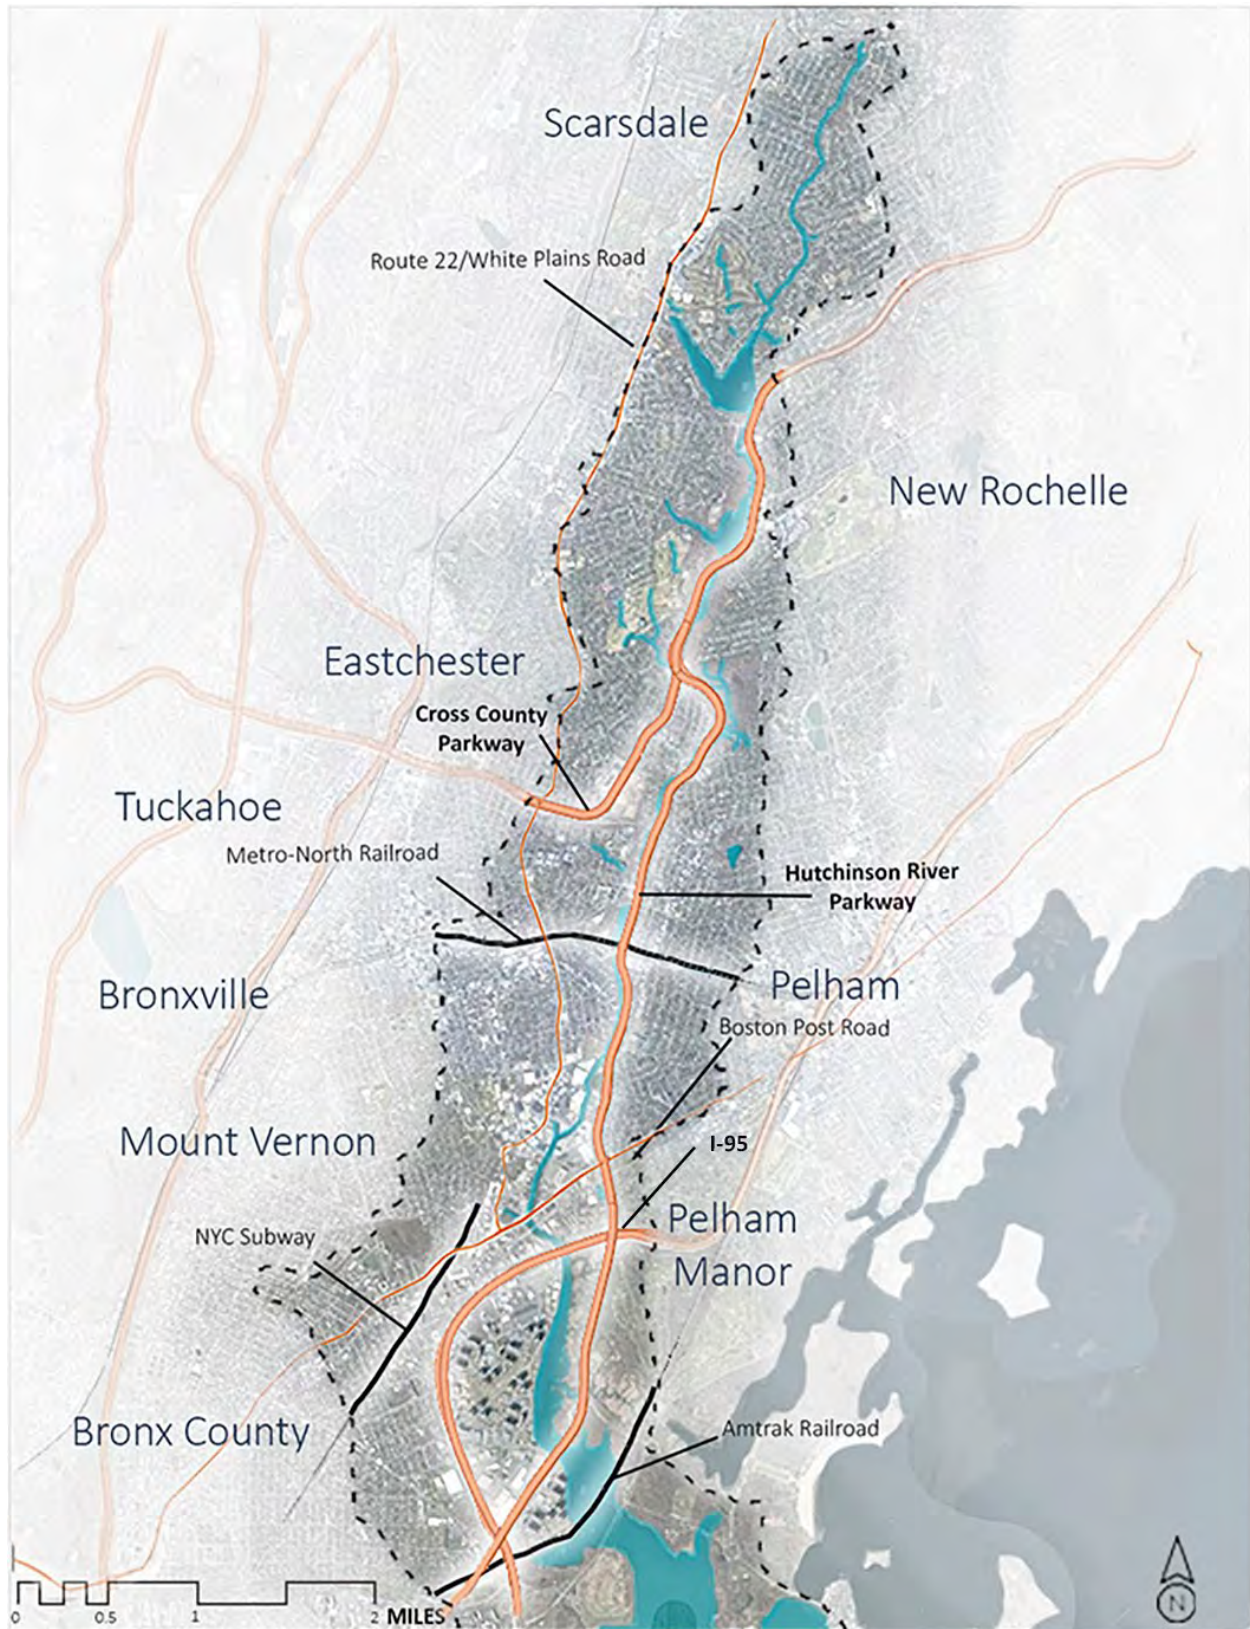 Scarsdale
Route 22/White Plains Road
New Rochelle
Eastchester
Cross County
Parkway
Tuckahoe
Metro-North Railroad
Hutchinson River
Parkway
Bronxville
Pelham
Boston Post Road
Mount Vernon
I-95
Pelham
Manor
NYC Subway
Bronx County
Amtrak Railroad
0 0.5 1 2 MILES
N